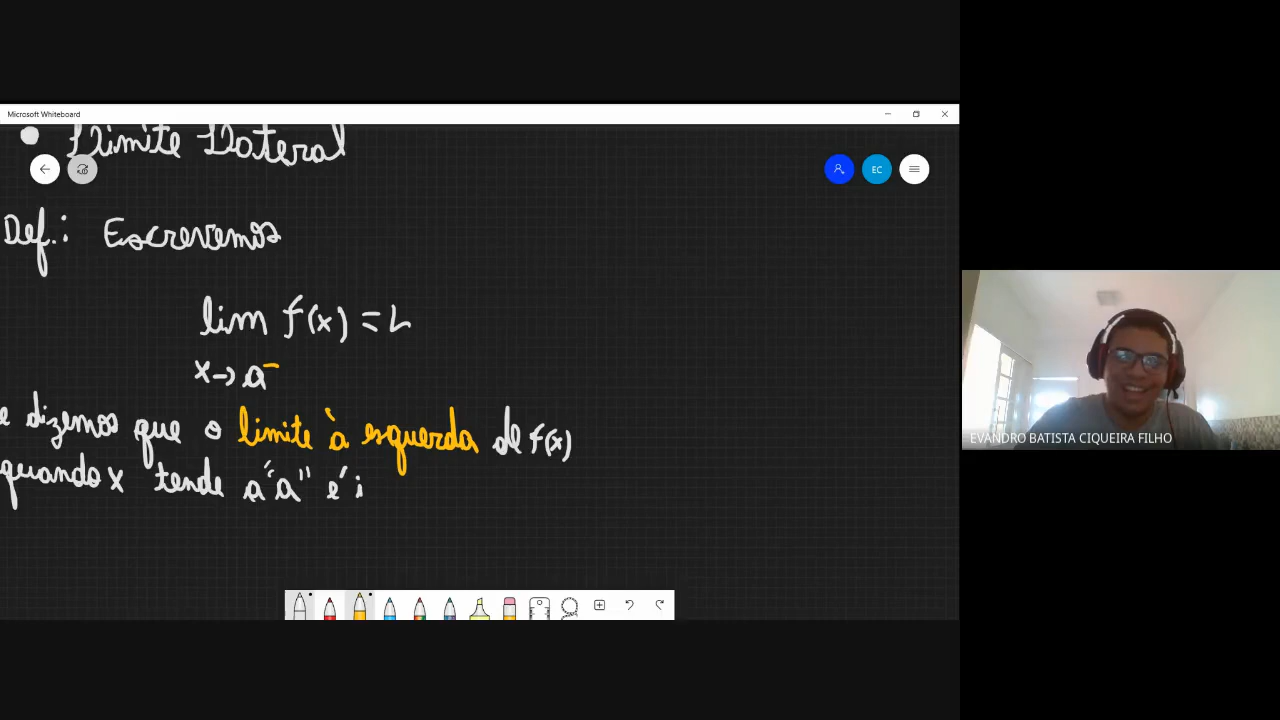 Microsoft Whiteboard
• Limite Lateral
EC
Def.: Escrevemos
lim f(x) = L
x→a⁻
e dizemos que o limite à esquerda de f(x)
quando x tende a "a" é i
EVANDRO BATISTA CIQUEIRA FILHO